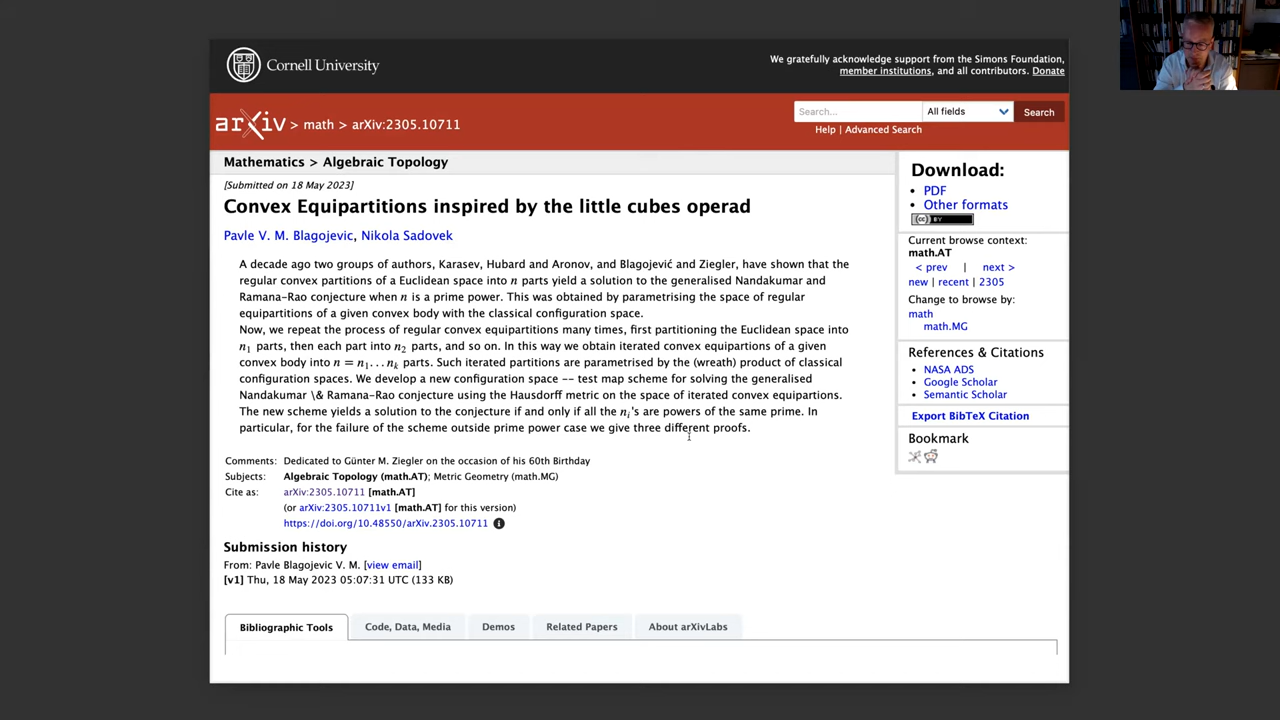 Cornell University
We gratefully acknowledge support from the Simons Foundation,
member institutions, and all contributors. Donate
arXiv > math > arXiv:2305.10711
Search...
All fields
Search
Help | Advanced Search
Mathematics > Algebraic Topology
[Submitted on 18 May 2023]
Convex Equipartitions inspired by the little cubes operad
Pavle V. M. Blagojevic, Nikola Sadovek
A decade ago two groups of authors, Karasev, Hubard and Aronov, and Blagojević and Ziegler, have shown that the
regular convex partitions of a Euclidean space into n parts yield a solution to the generalised Nandakumar and
Ramana-Rao conjecture when n is a prime power. This was obtained by parametrising the space of regular
equipartitions of a given convex body with the classical configuration space.
Now, we repeat the process of regular convex equipartitions many times, first partitioning the Euclidean space into
n₁ parts, then each part into n₂ parts, and so on. In this way we obtain iterated convex equipartions of a given
convex body into n = n₁...nₖ parts. Such iterated partitions are parametrised by the (wreath) product of classical
configuration spaces. We develop a new configuration space -- test map scheme for solving the generalised
Nandakumar \& Ramana-Rao conjecture using the Hausdorff metric on the space of iterated convex equipartions.
The new scheme yields a solution to the conjecture if and only if all the nᵢ's are powers of the same prime. In
particular, for the failure of the scheme outside prime power case we give three different proofs.
Comments: Dedicated to Günter M. Ziegler on the occasion of his 60th Birthday
Subjects: Algebraic Topology (math.AT); Metric Geometry (math.MG)
Cite as: arXiv:2305.10711 [math.AT]
(or arXiv:2305.10711v1 [math.AT] for this version)
https://doi.org/10.48550/arXiv.2305.10711
Submission history
From: Pavle Blagojevic V. M. [view email]
[v1] Thu, 18 May 2023 05:07:31 UTC (133 KB)
Bibliographic Tools
Code, Data, Media
Demos
Related Papers
About arXivLabs
Download:
PDF
Other formats
(cc) BY
Current browse context:
math.AT
< prev | next >
new | recent | 2305
Change to browse by:
math
math.MG
References & Citations
NASA ADS
Google Scholar
Semantic Scholar
Export BibTeX Citation
Bookmark